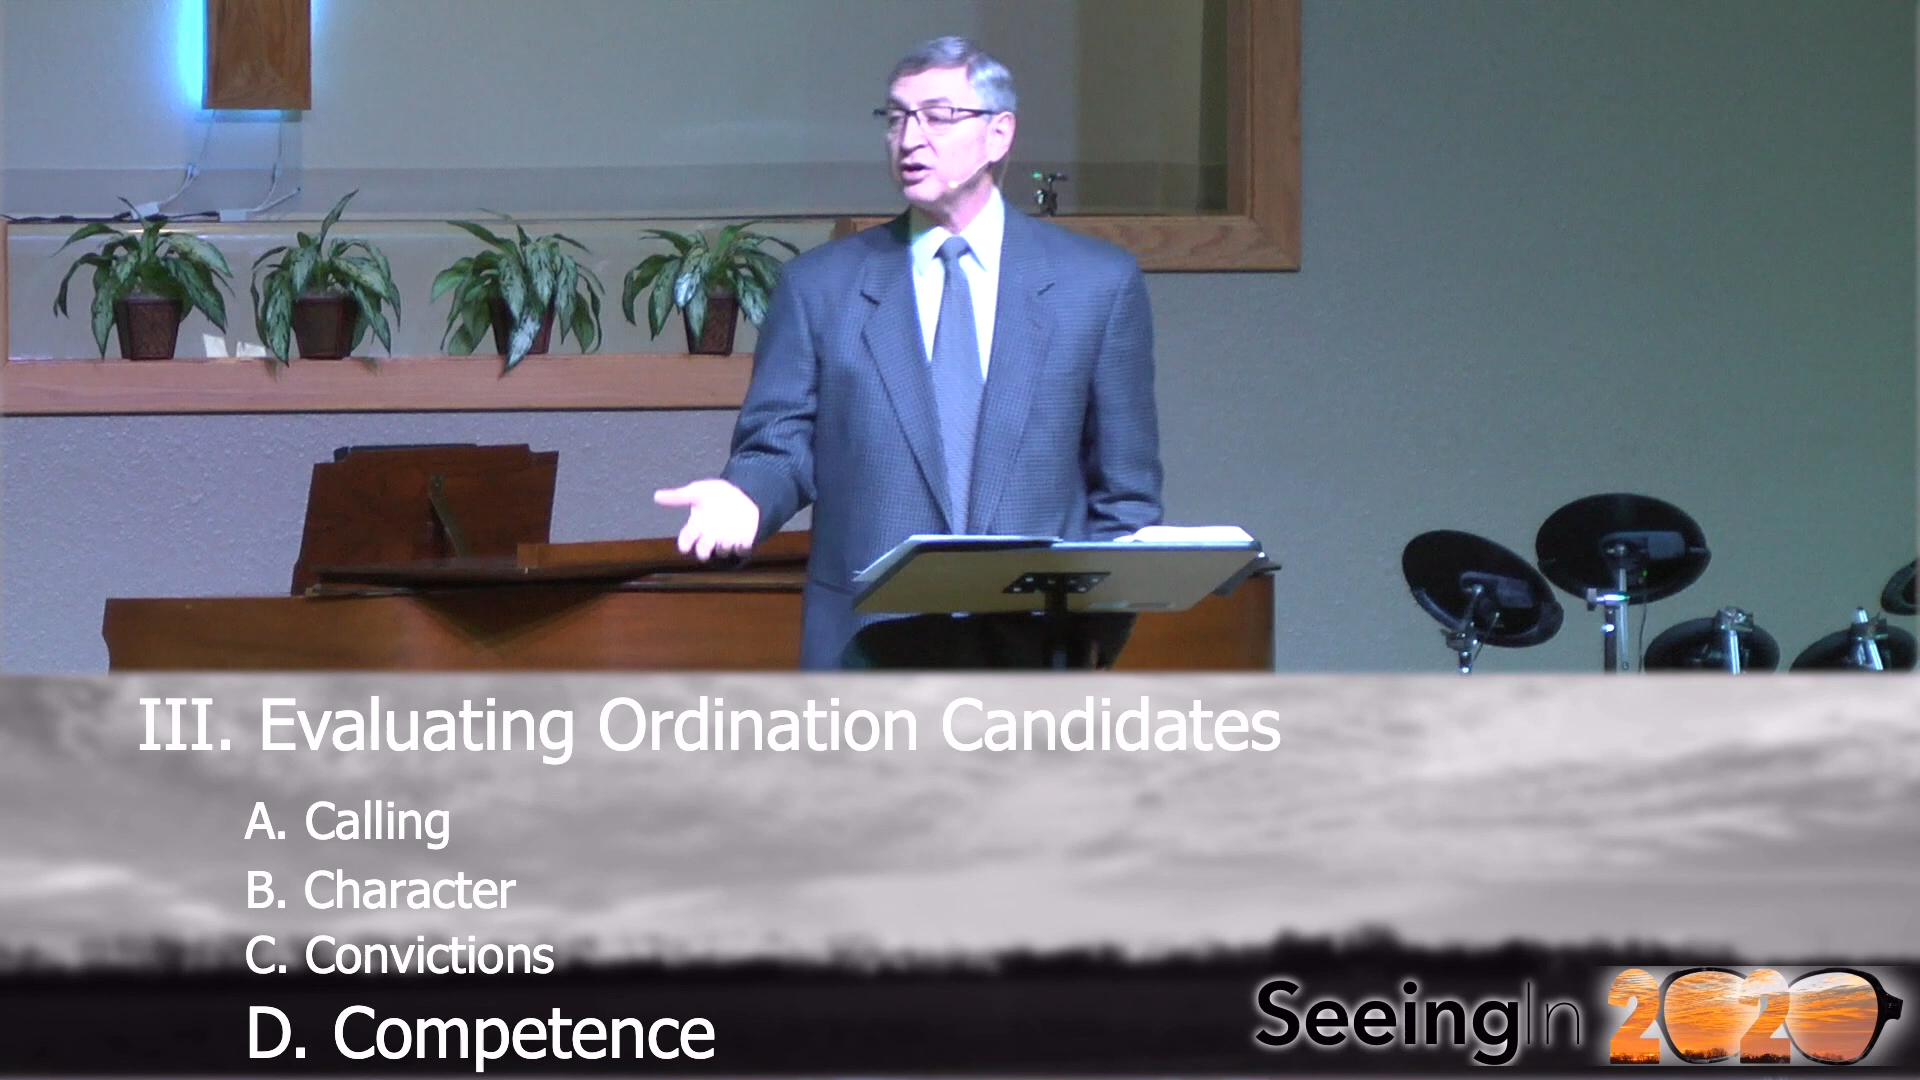 III. Evaluating Ordination Candidates
A. Calling
B. Character
C. Convictions
D. Competence
SeeingIn 2020